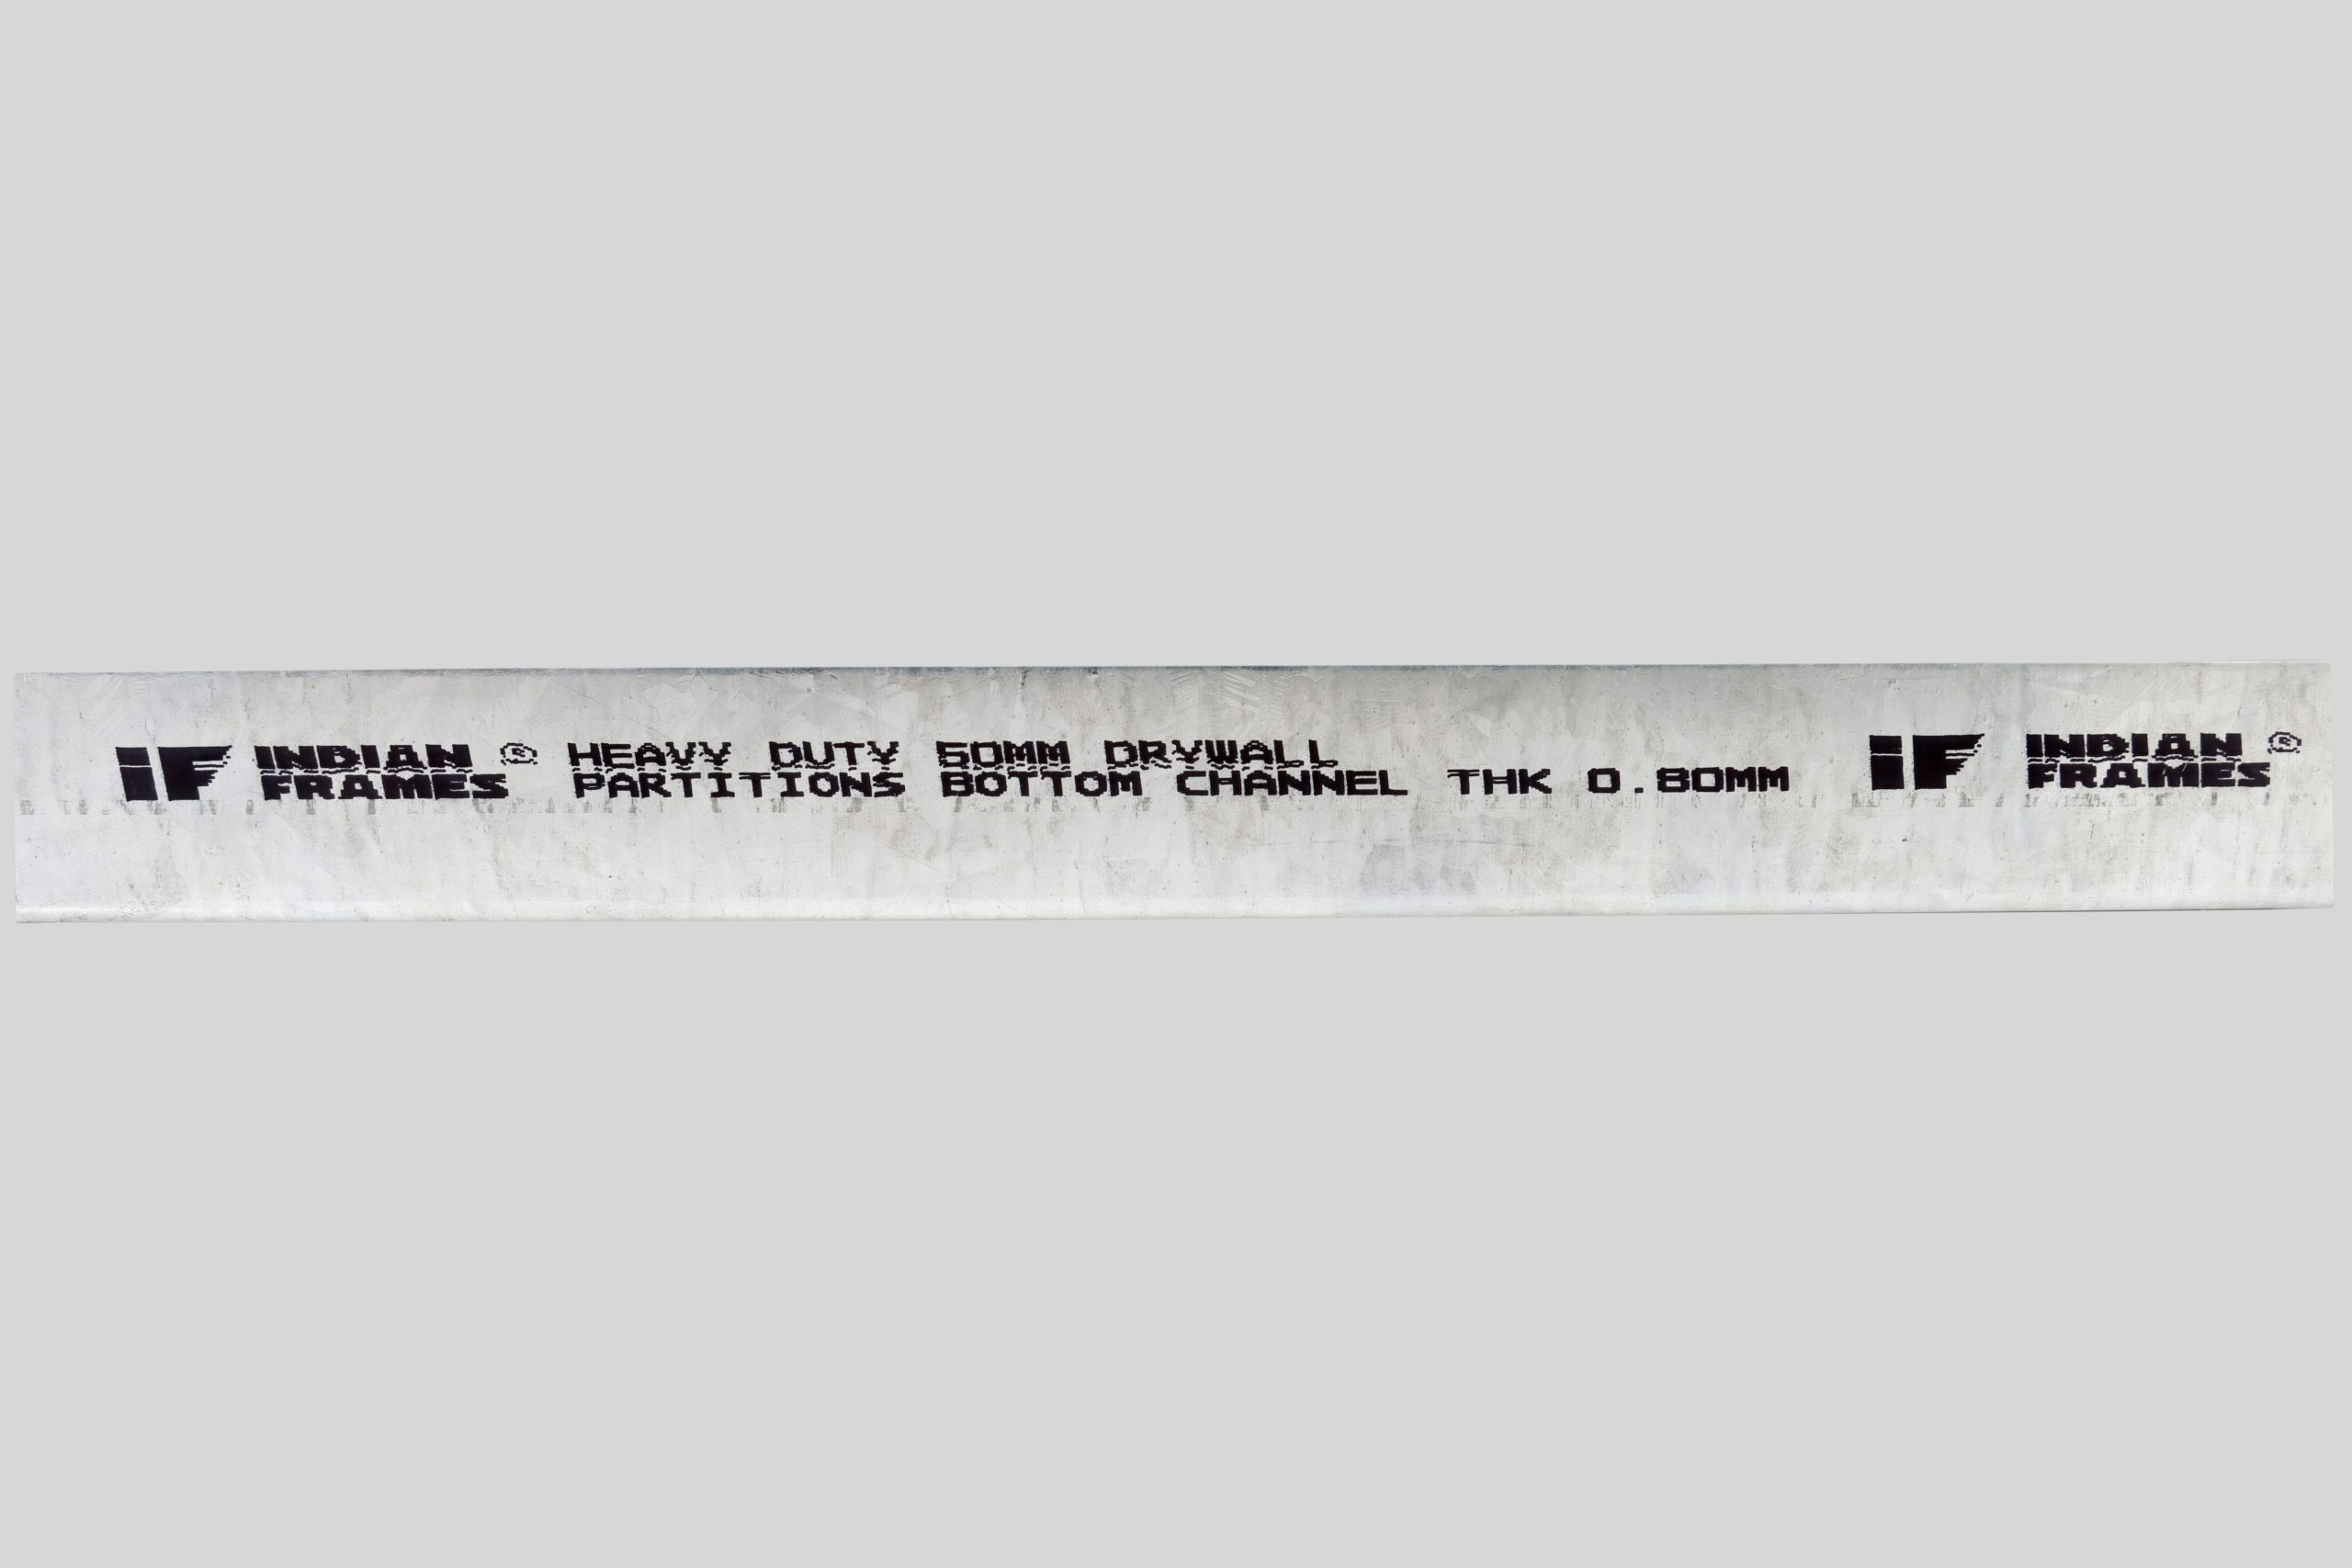 iF INDIAN FRAMES ® HEAVY DUTY 50MM DRYWALL
PARTITIONS BOTTOM CHANNEL THK 0.80MM
iF INDIAN FRAMES ®